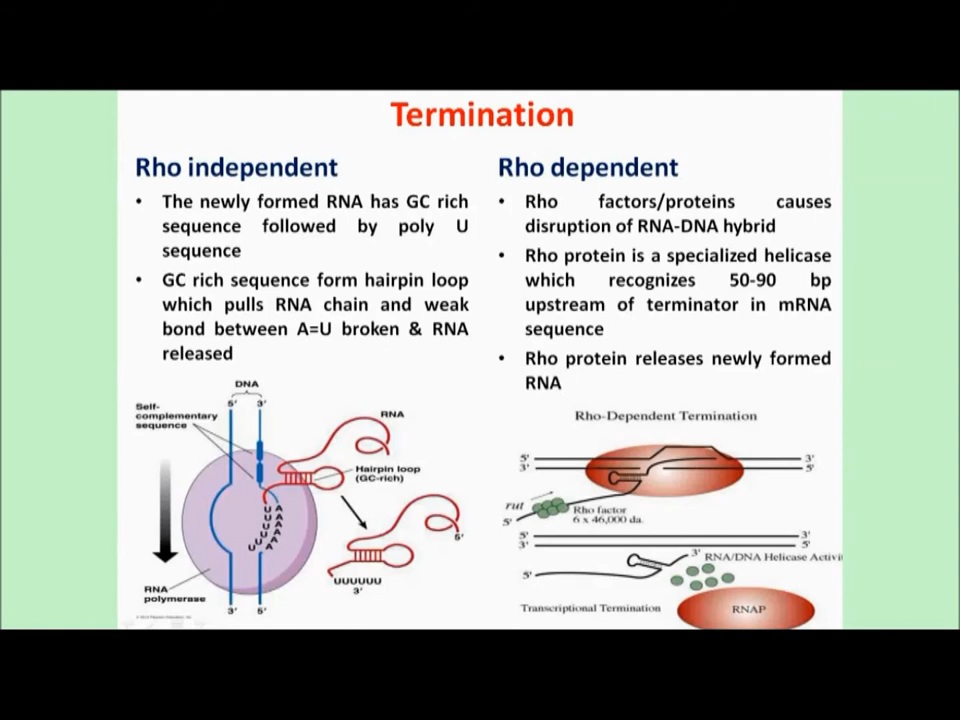 Termination
Rho independent
• The newly formed RNA has GC rich
sequence followed by poly U
sequence
• GC rich sequence form hairpin loop
which pulls RNA chain and weak
bond between A=U broken & RNA
released
Rho dependent
• Rho factors/proteins causes
disruption of RNA-DNA hybrid
• Rho protein is a specialized helicase
which recognizes 50-90 bp
upstream of terminator in mRNA
sequence
• Rho protein releases newly formed
RNA
DNA
5' 3'
Self-
complementary
sequence
RNA
Hairpin loop
(GC-rich)
U U U U U U U
A A A A A A
5'
UUUUUU
3'
RNA
polymerase
3' 5'
Rho-Dependent Termination
5' 3'
3' 5'
rut
Rho factor
5'
6 x 46,000 da.
5' 3'
3' 5'
3' RNA/DNA Helicase Activi
5'
Transcriptional Termination
RNAP